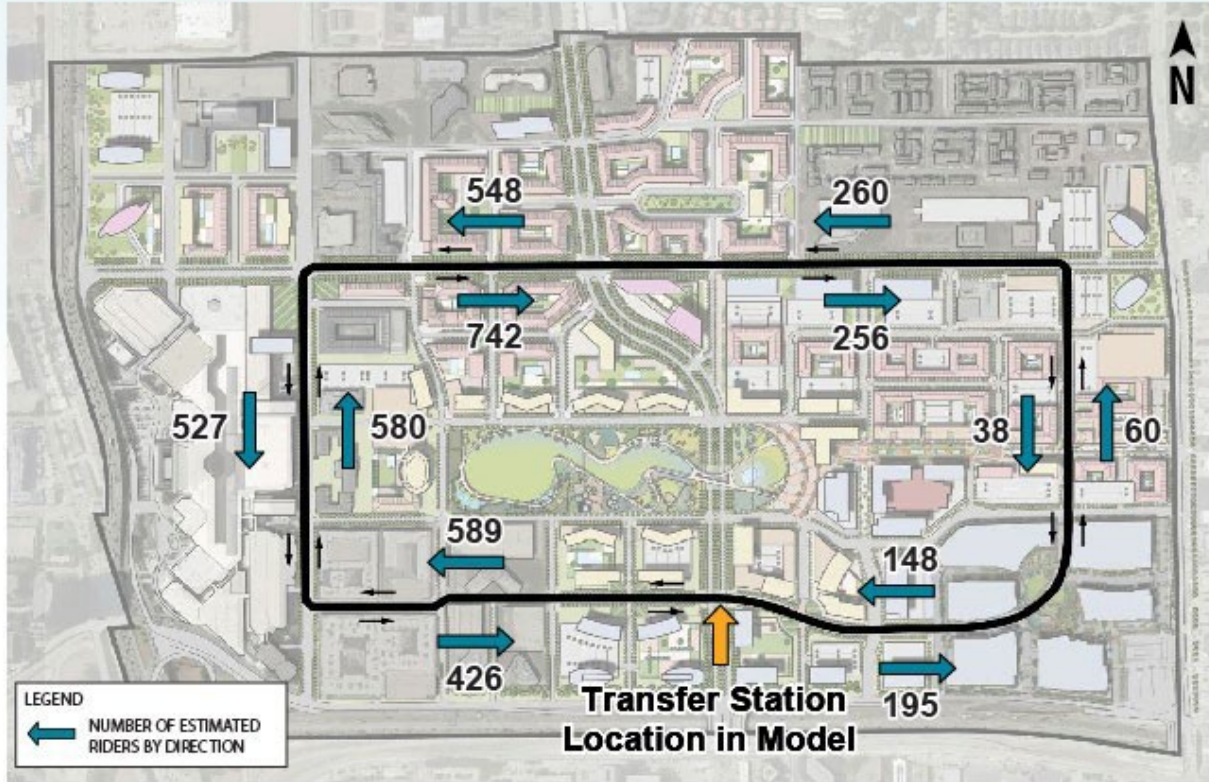 N
548
260
742
256
527
580
38
60
589
148
426
195
Transfer Station
Location in Model
LEGEND
NUMBER OF ESTIMATED
RIDERS BY DIRECTION